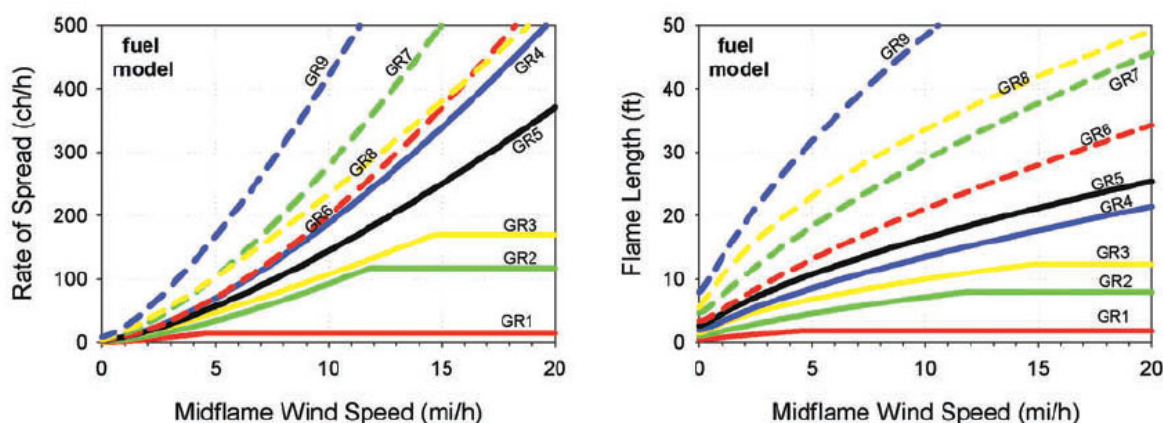 500
400
300
200
100
0
Rate of Spread (ch/h)
fuel
model
GR9
GR7
GR4
GR8
GR5
GR6
GR3
GR2
GR1
0
5
10
15
20
Midflame Wind Speed (mi/h)
50
40
30
20
10
0
Flame Length (ft)
fuel
model
GR9
GR8
GR7
GR6
GR5
GR4
GR3
GR2
GR1
0
5
10
15
20
Midflame Wind Speed (mi/h)